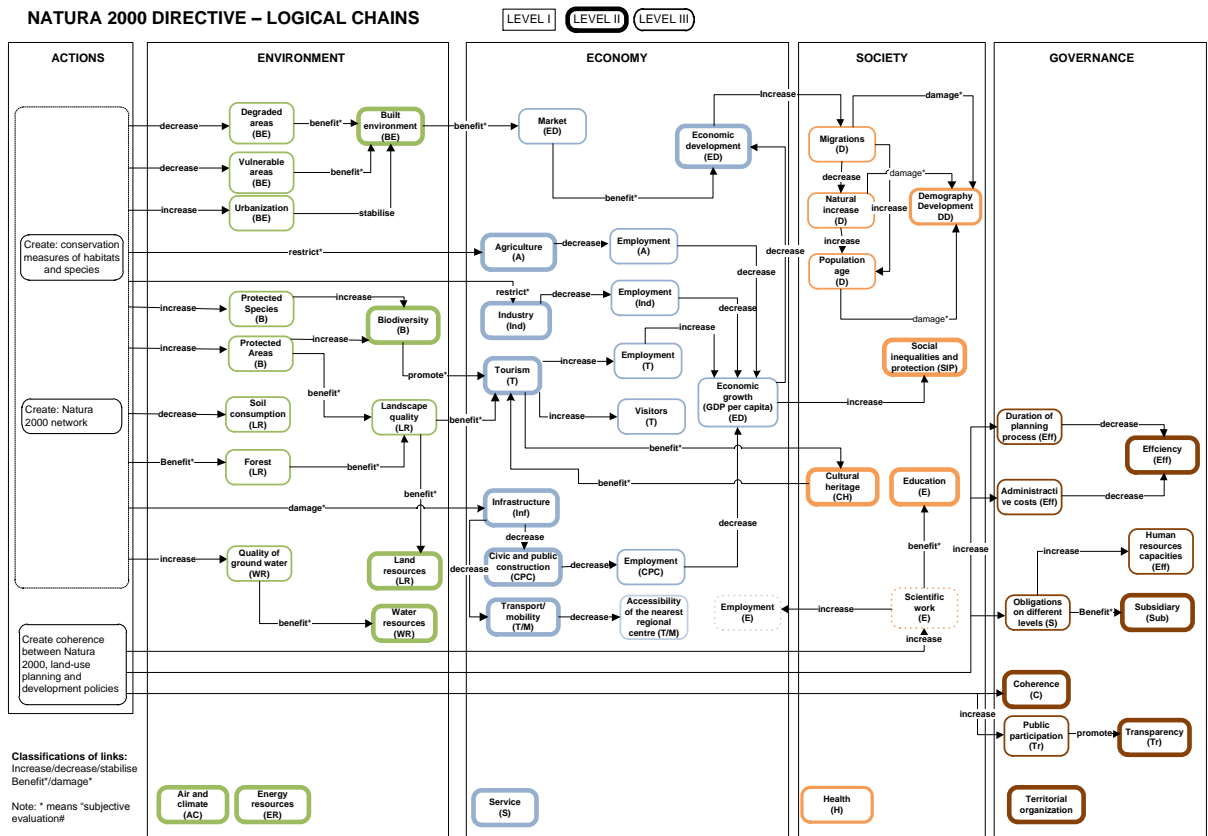 NATURA 2000 DIRECTIVE – LOGICAL CHAINS
LEVEL I
LEVEL II
LEVEL III
ACTIONS
Create: conservation
measures of habitats
and species
Create: Natura
2000 network
Create coherence
between Natura
2000, land-use
planning and
development policies
Classifications of links:
Increase/decrease/stabilise
Benefit*/damage*
Note: * means “subjective
evaluation#
ENVIRONMENT
decrease
Degraded
areas
(BE)
benefit*
Built
environment
(BE)
benefit*
decrease
Vulnerable
areas
(BE)
benefit*
increase
Urbanization
(BE)
stabilise
restrict*
increase
Protected
Species
(B)
increase
Biodiversity
(B)
increase
Protected
Areas
(B)
increase
promote*
benefit*
decrease
Soil
consumption
(LR)
Landscape
quality
(LR)
benefit*
Benefit*
Forest
(LR)
benefit*
benefit*
damage*
increase
Quality of
ground water
(WR)
Land
resources
(LR)
benefit*
Water
resources
(WR)
Air and
climate
(AC)
Energy
resources
(ER)
ECONOMY
Market
(ED)
Economic
development
(ED)
benefit*
Agriculture
(A)
decrease
Employment
(A)
decrease
decrease
restrict*
Industry
(Ind)
decrease
Employment
(Ind)
decrease
increase
Tourism
(T)
increase
Employment
(T)
increase
Visitors
(T)
Economic
growth
(GDP per capita)
(ED)
increase
benefit*
benefit*
Infrastructure
(Inf)
decrease
decrease
decrease
Civic and public
construction
(CPC)
decrease
Employment
(CPC)
Transport/
mobility
(T/M)
decrease
Accessibility
of the nearest
regional
centre (T/M)
Employment
(E)
increase
Service
(S)
SOCIETY
Increase
damage*
Migrations
(D)
decrease
damage*
Natural
increase
(D)
increase
Demography
Development
DD)
increase
Population
age
(D)
damage*
Social
inequalities and
protection (SIP)
Cultural
heritage
(CH)
Education
(E)
benefit*
Scientific
work
(E)
increase
Health
(H)
GOVERNANCE
Duration of
planning
process (Eff)
decrease
Effciency
(Eff)
Administracti
ve costs (Eff)
decrease
increase
Human
resources
capacities
(Eff)
increase
Obligations
on different
levels (S)
Benefit*
Subsidiary
(Sub)
Coherence
(C)
increase
Public
participation
(Tr)
promote
Transparency
(Tr)
Territorial
organization